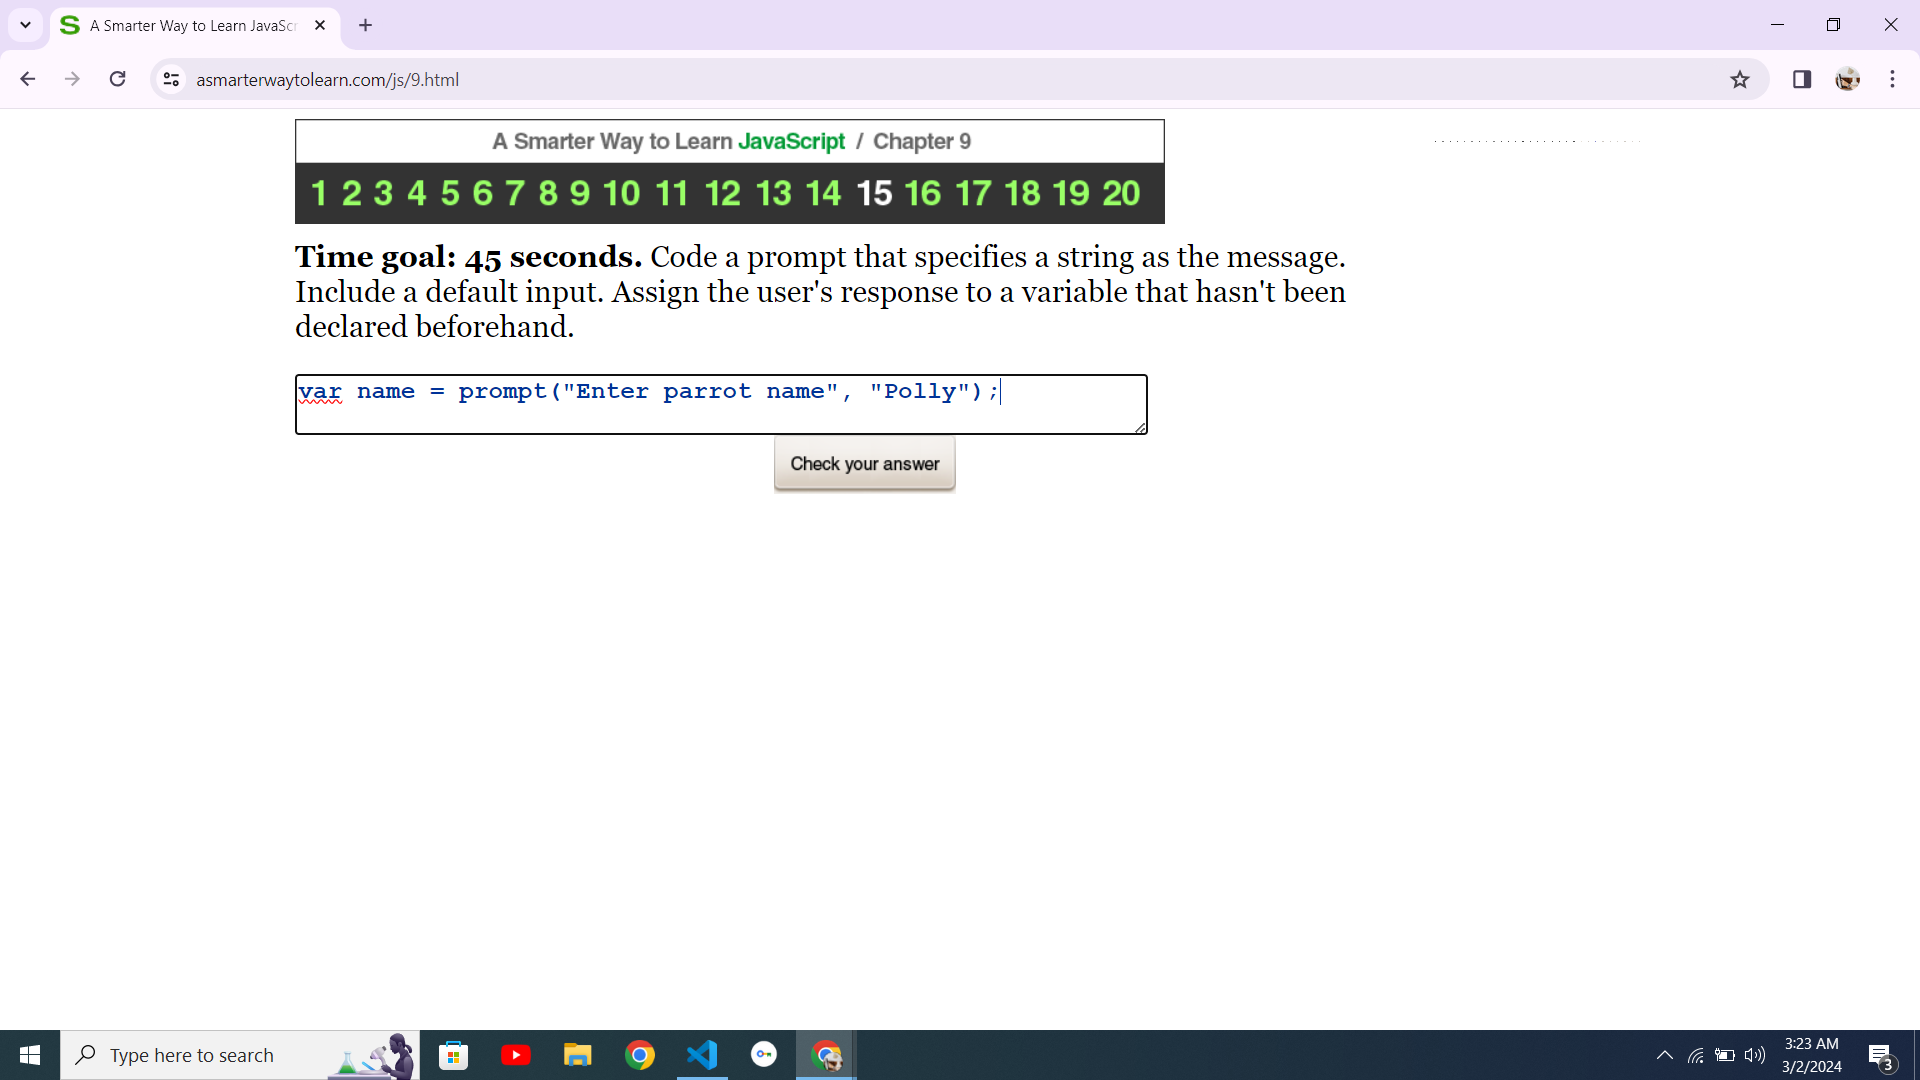 A Smarter Way to Learn JavaScr
asmarterwaytolearn.com/js/9.html
A Smarter Way to Learn JavaScript / Chapter 9
1 2 3 4 5 6 7 8 9 10 11 12 13 14 15 16 17 18 19 20
Time goal: 45 seconds. Code a prompt that specifies a string as the message.
Include a default input. Assign the user's response to a variable that hasn't been
declared beforehand.
var name = prompt("Enter parrot name", "Polly");
Check your answer
Type here to search
3:23 AM
3/2/2024
3